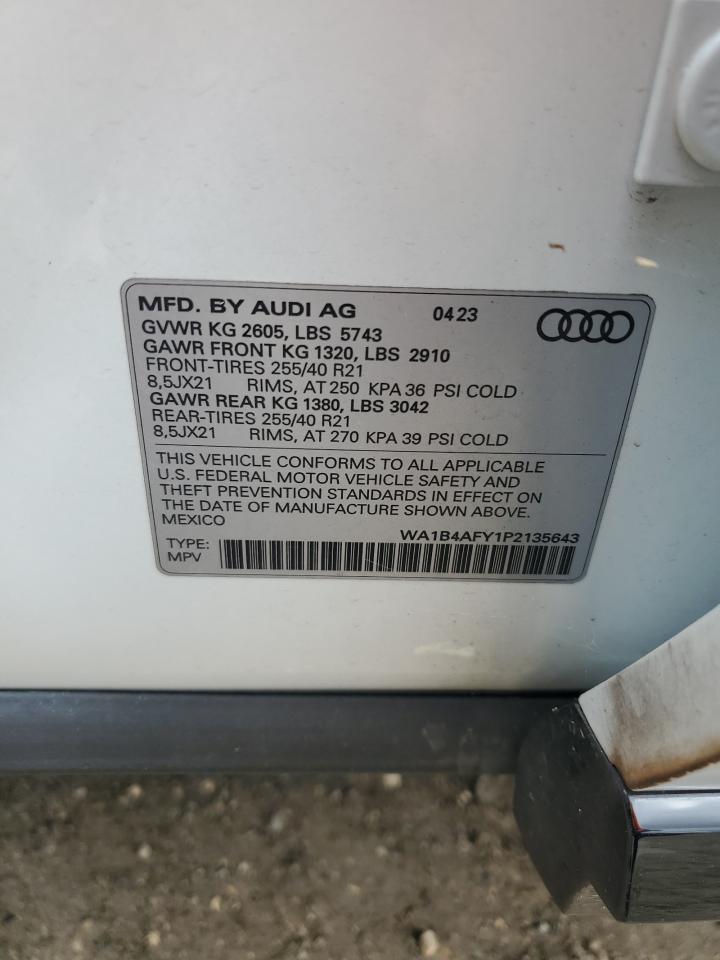 MFD. BY AUDI AG 0423
GVWR KG 2605, LBS 5743
GAWR FRONT KG 1320, LBS 2910
FRONT-TIRES 255/40 R21
8,5JX21 RIMS, AT 250 KPA 36 PSI COLD
GAWR REAR KG 1380, LBS 3042
REAR-TIRES 255/40 R21
8,5JX21 RIMS, AT 270 KPA 39 PSI COLD
THIS VEHICLE CONFORMS TO ALL APPLICABLE
U.S. FEDERAL MOTOR VEHICLE SAFETY AND
THEFT PREVENTION STANDARDS IN EFFECT ON
THE DATE OF MANUFACTURE SHOWN ABOVE.
MEXICO WA1B4AFY1P2135643
TYPE:
MPV